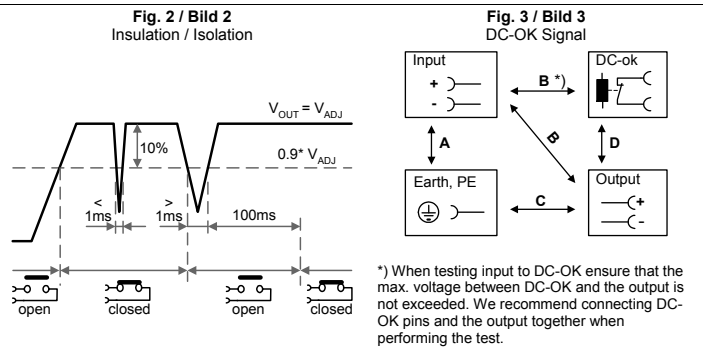 Fig. 2 / Bild 2
Insulation / Isolation
V_OUT = V_ADJ
10%
0.9* V_ADJ
<
1ms
>
1ms
100ms
open
closed
open
closed
Fig. 3 / Bild 3
DC-OK Signal
Input
+
-
B *)
DC-ok
A
B
D
Earth, PE
C
Output
+
-
*) When testing input to DC-OK ensure that the
max. voltage between DC-OK and the output is
not exceeded. We recommend connecting DC-
OK pins and the output together when
performing the test.